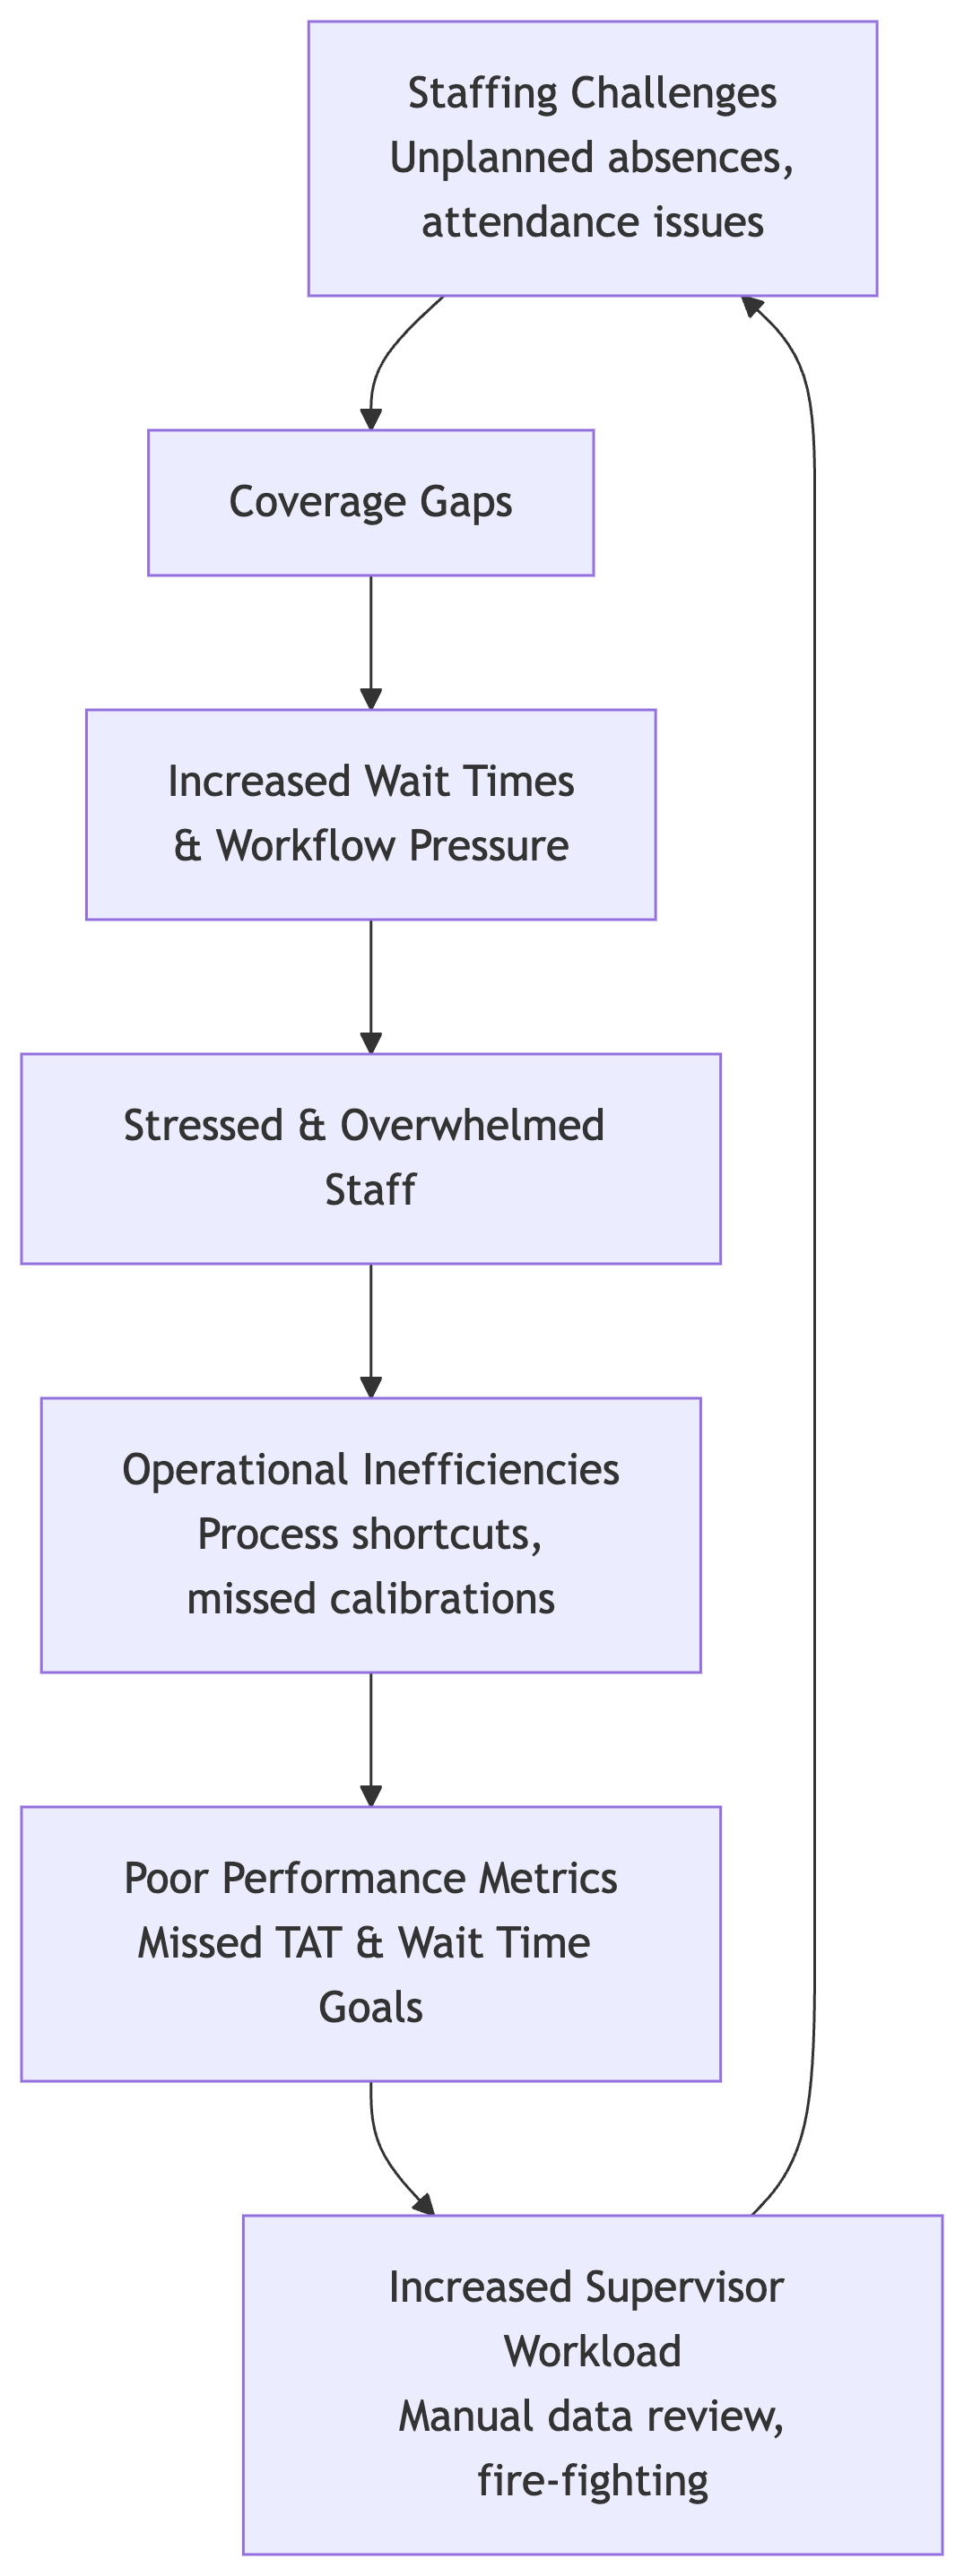 Staffing Challenges
Unplanned absences,
attendance issues
Coverage Gaps
Increased Wait Times
& Workflow Pressure
Stressed & Overwhelmed
Staff
Operational Inefficiencies
Process shortcuts,
missed calibrations
Poor Performance Metrics
Missed TAT & Wait Time
Goals
Increased Supervisor
Workload
Manual data review,
fire-fighting